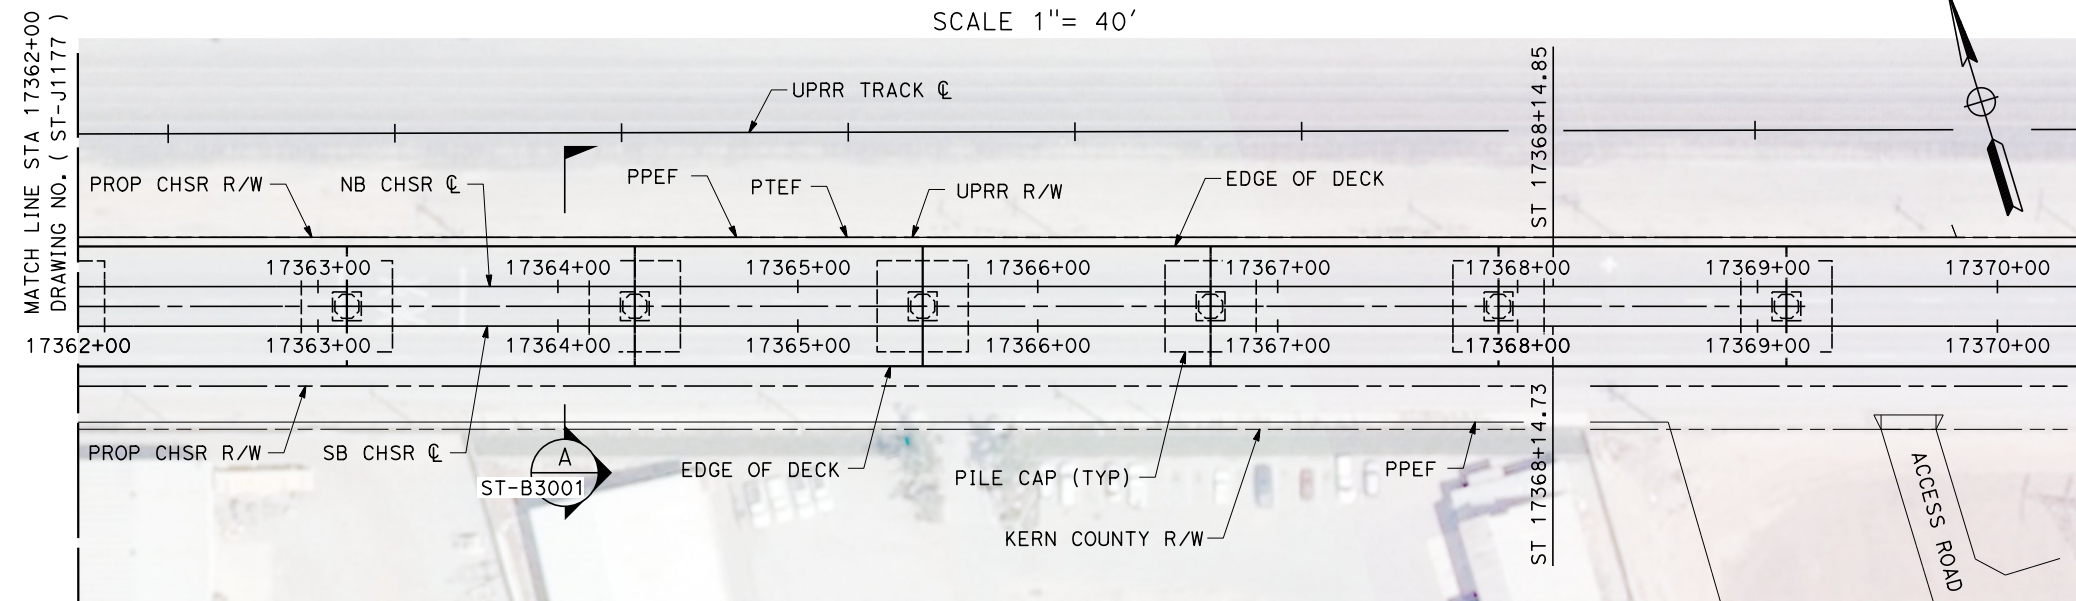 SCALE 1"= 40'
MATCH LINE STA 17362+00
DRAWING NO. ( ST-J1177 )
UPRR TRACK ℄
ST 17368+14.85
PROP CHSR R/W
NB CHSR ℄
PPEF
PTEF
UPRR R/W
EDGE OF DECK
17363+00
17364+00
17365+00
17366+00
17367+00
17368+00
17369+00
17370+00
17362+00
17363+00
17364+00
17365+00
17366+00
17367+00
17368+00
17369+00
17370+00
PROP CHSR R/W
SB CHSR ℄
A
ST-B3001
EDGE OF DECK
PILE CAP (TYP)
KERN COUNTY R/W
PPEF
ST 17368+14.73
ACCESS ROAD